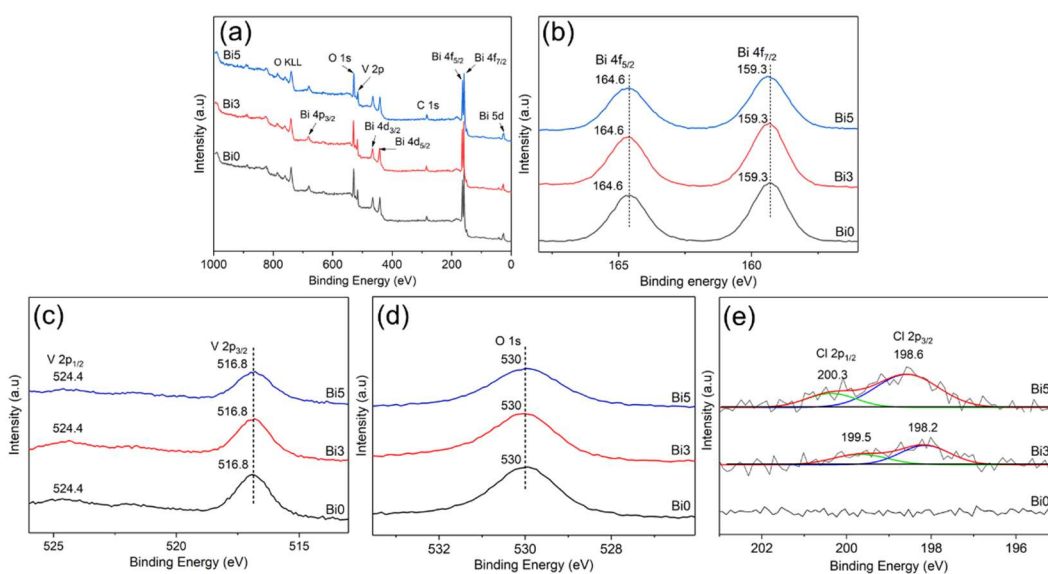 (a)
Bi5
Bi3
Bi0
O KLL
Bi 4p3/2
O 1s
V 2p
Bi 4d3/2
Bi 4d5/2
C 1s
Bi 4f5/2
Bi 4f7/2
Bi 5d
Intensity (a.u)
1000 800 600 400 200 0
Binding Energy (eV)
(b)
Bi 4f5/2
Bi 4f7/2
164.6
159.3
Bi5
164.6
159.3
Bi3
164.6
159.3
Bi0
Intensity (a.u)
165 160
Binding energy (eV)
(c)
V 2p1/2
V 2p3/2
524.4
516.8
Bi5
524.4
516.8
Bi3
524.4
516.8
Bi0
Intensity (a.u)
525 520 515
Binding Energy (eV)
(d)
O 1s
530
Bi5
530
Bi3
530
Bi0
Intensity (a.u)
532 530 528
Binding Energy (eV)
(e)
Cl 2p1/2
Cl 2p3/2
200.3
198.6
Bi5
199.5
198.2
Bi3
Bi0
Intensity (a.u)
202 200 198 196
Binding Energy (eV)